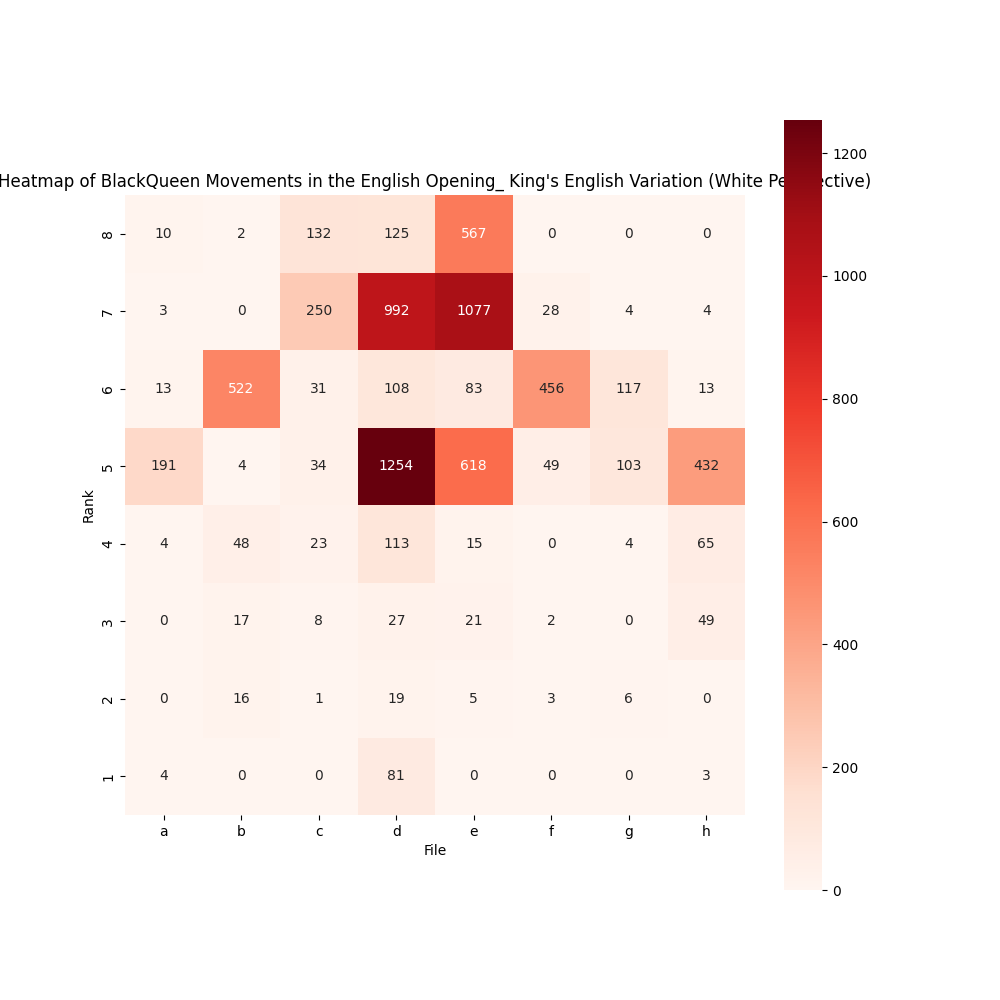 Heatmap of BlackQueen Movements in the English Opening_ King's English Variation (White Pe ective)
8 10 2 132 125 567 0 0 0
7 3 0 250 992 1077 28 4 4
6 13 522 31 108 83 456 117 13
5 191 4 34 1254 618 49 103 432
4 4 48 23 113 15 0 4 65
3 0 17 8 27 21 2 0 49
2 0 16 1 19 5 3 6 0
1 4 0 0 81 0 0 0 3
a b c d e f g h
File
Rank
1200
1000
800
600
400
200
0